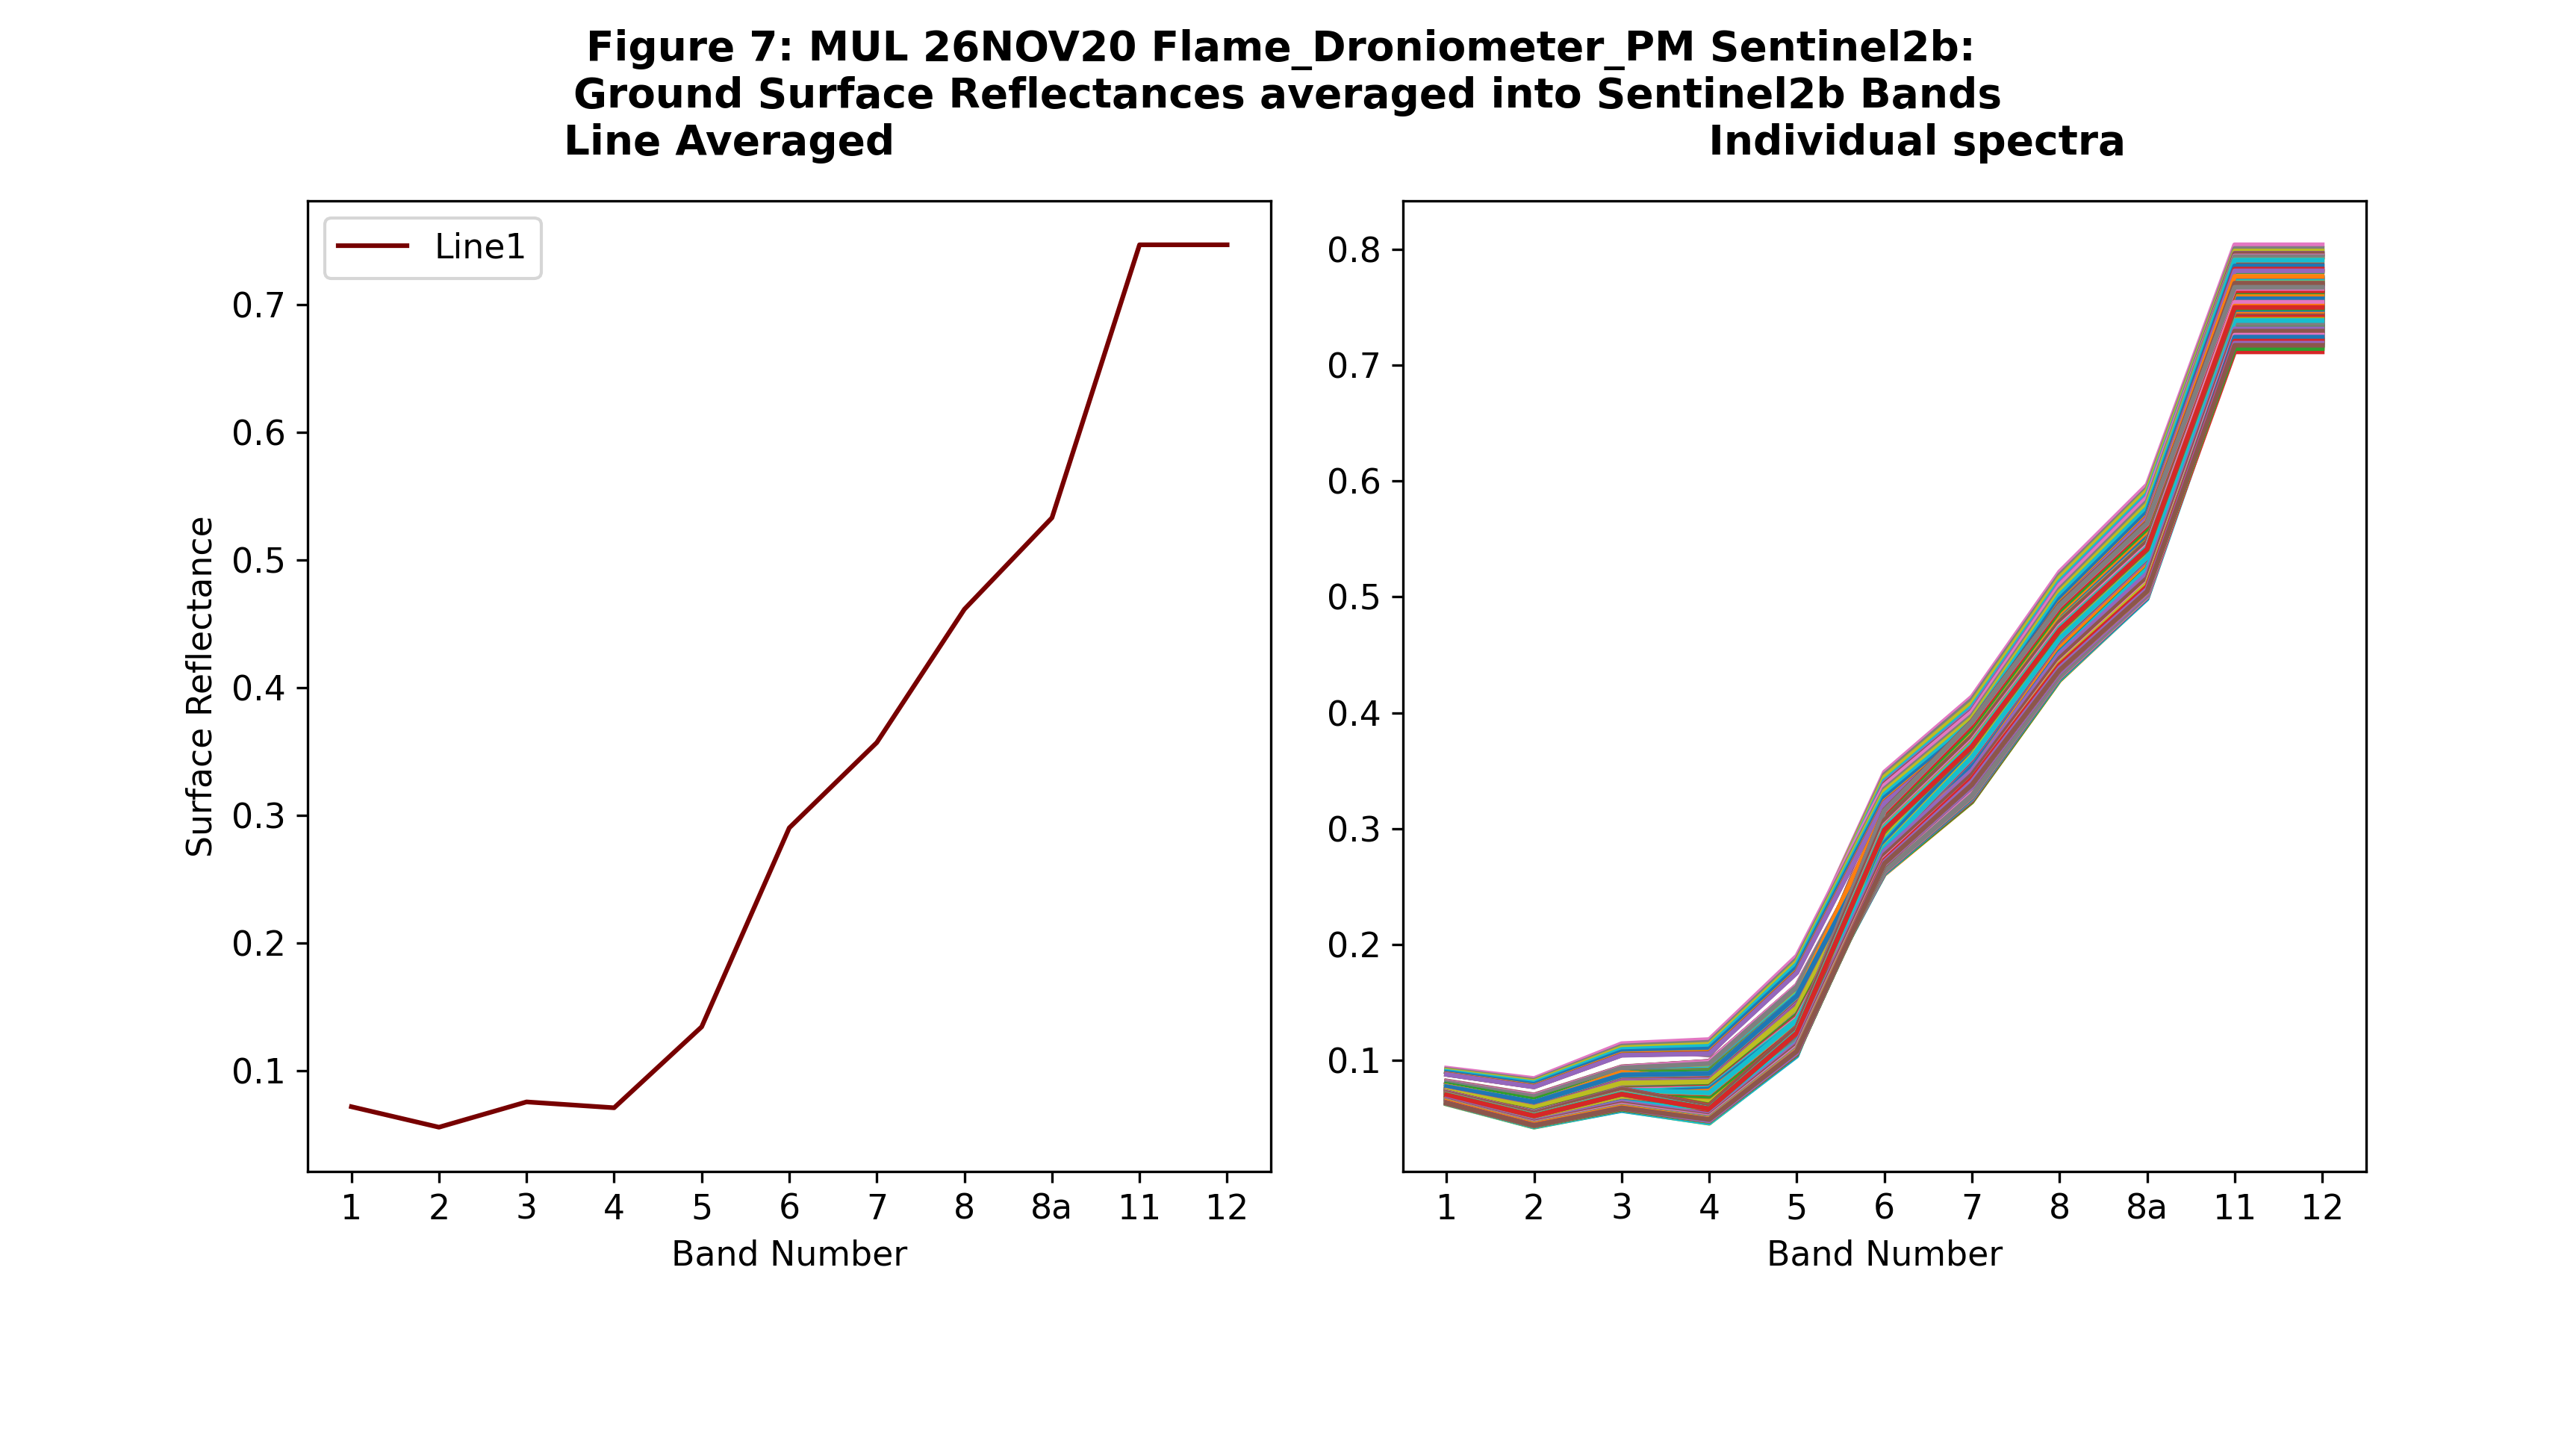 Figure 7: MUL 26NOV20 Flame_Droniometer_PM Sentinel2b:
Ground Surface Reflectances averaged into Sentinel2b Bands
Line Averaged Individual spectra
Line1
Surface Reflectance
0.7
0.6
0.5
0.4
0.3
0.2
0.1
1 2 3 4 5 6 7 8 8a 11 12
Band Number
0.8
0.7
0.6
0.5
0.4
0.3
0.2
0.1
1 2 3 4 5 6 7 8 8a 11 12
Band Number